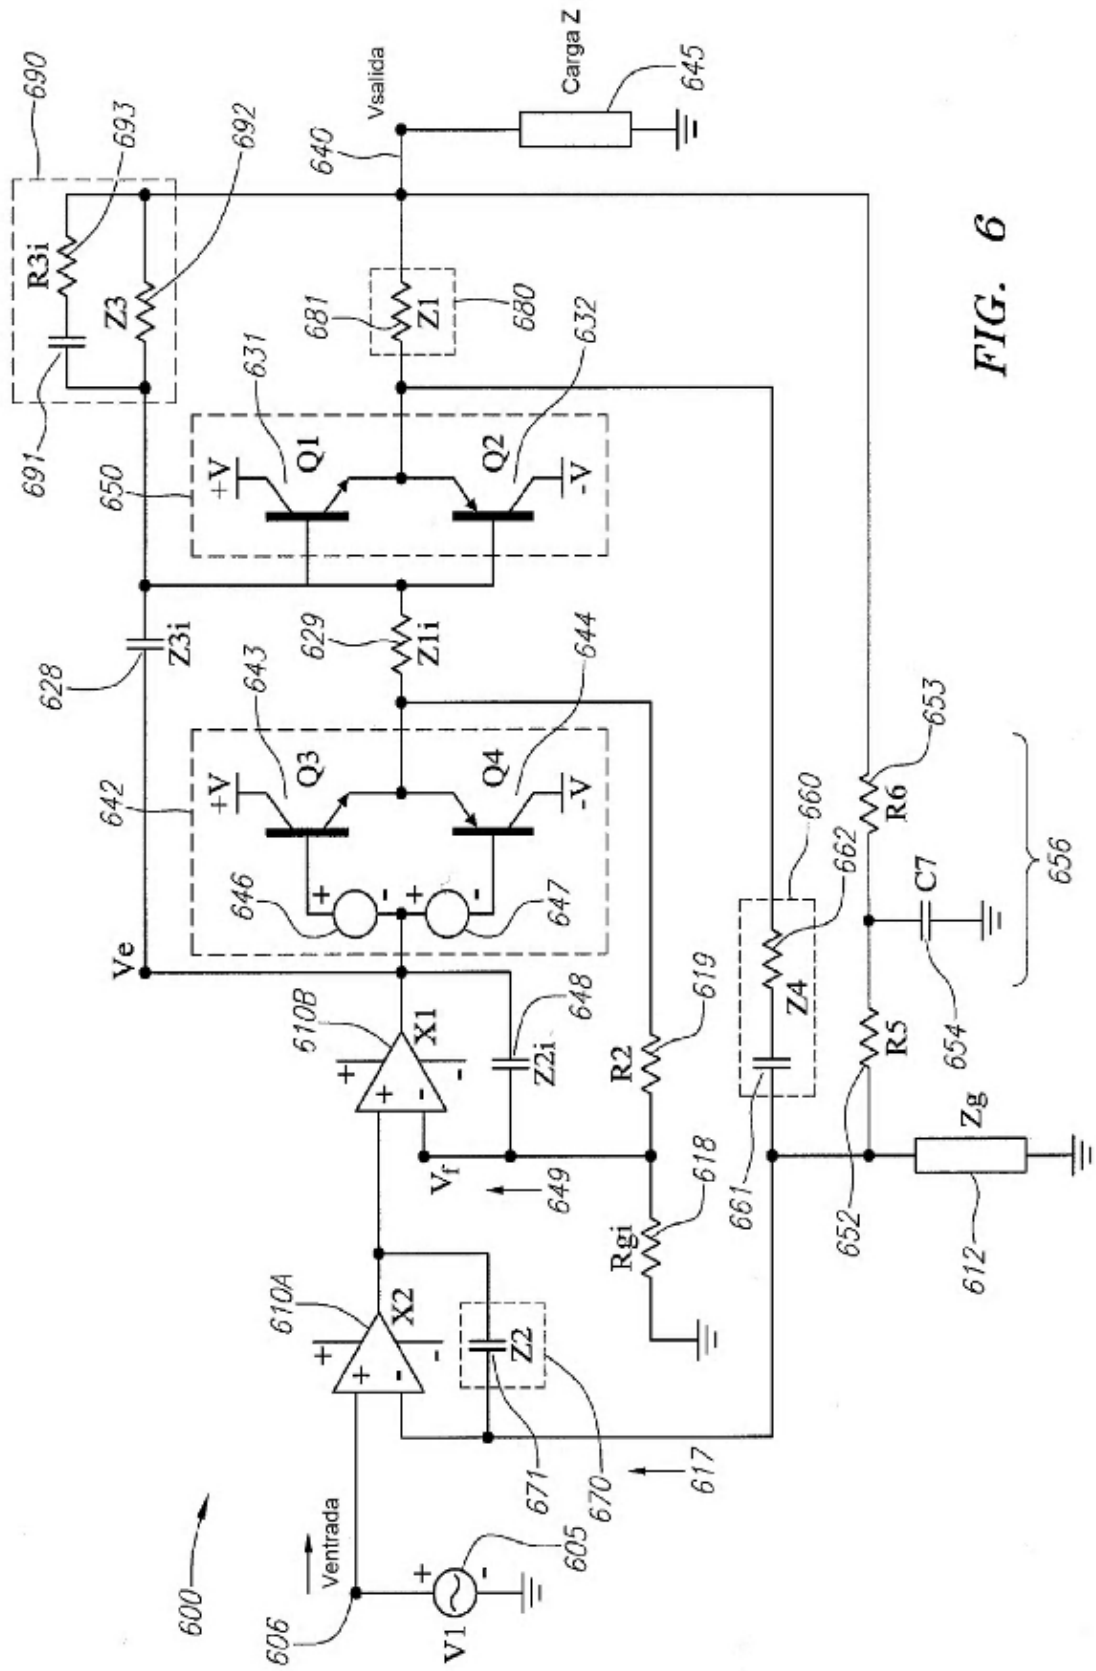 600
606
Ventrada
V1
605
+
-
617
610A
X2
+
-
+
-
Z2
671
670
649
Vf
610B
X1
+
-
+
-
Z2i
648
Rgi
618
R2
619
Ve
628
Z3i
642
+V
643
Q3
646
+
-
647
+
-
Q4
644
-V
629
Z1i
650
+V
631
Q1
Q2
632
-V
690
691
R3i
693
Z3
692
681
Z1
680
640
Vsalida
Carga Z
645
660
661
Z4
662
652
R5
R6
653
C7
654
656
Zg
612
FIG. 6